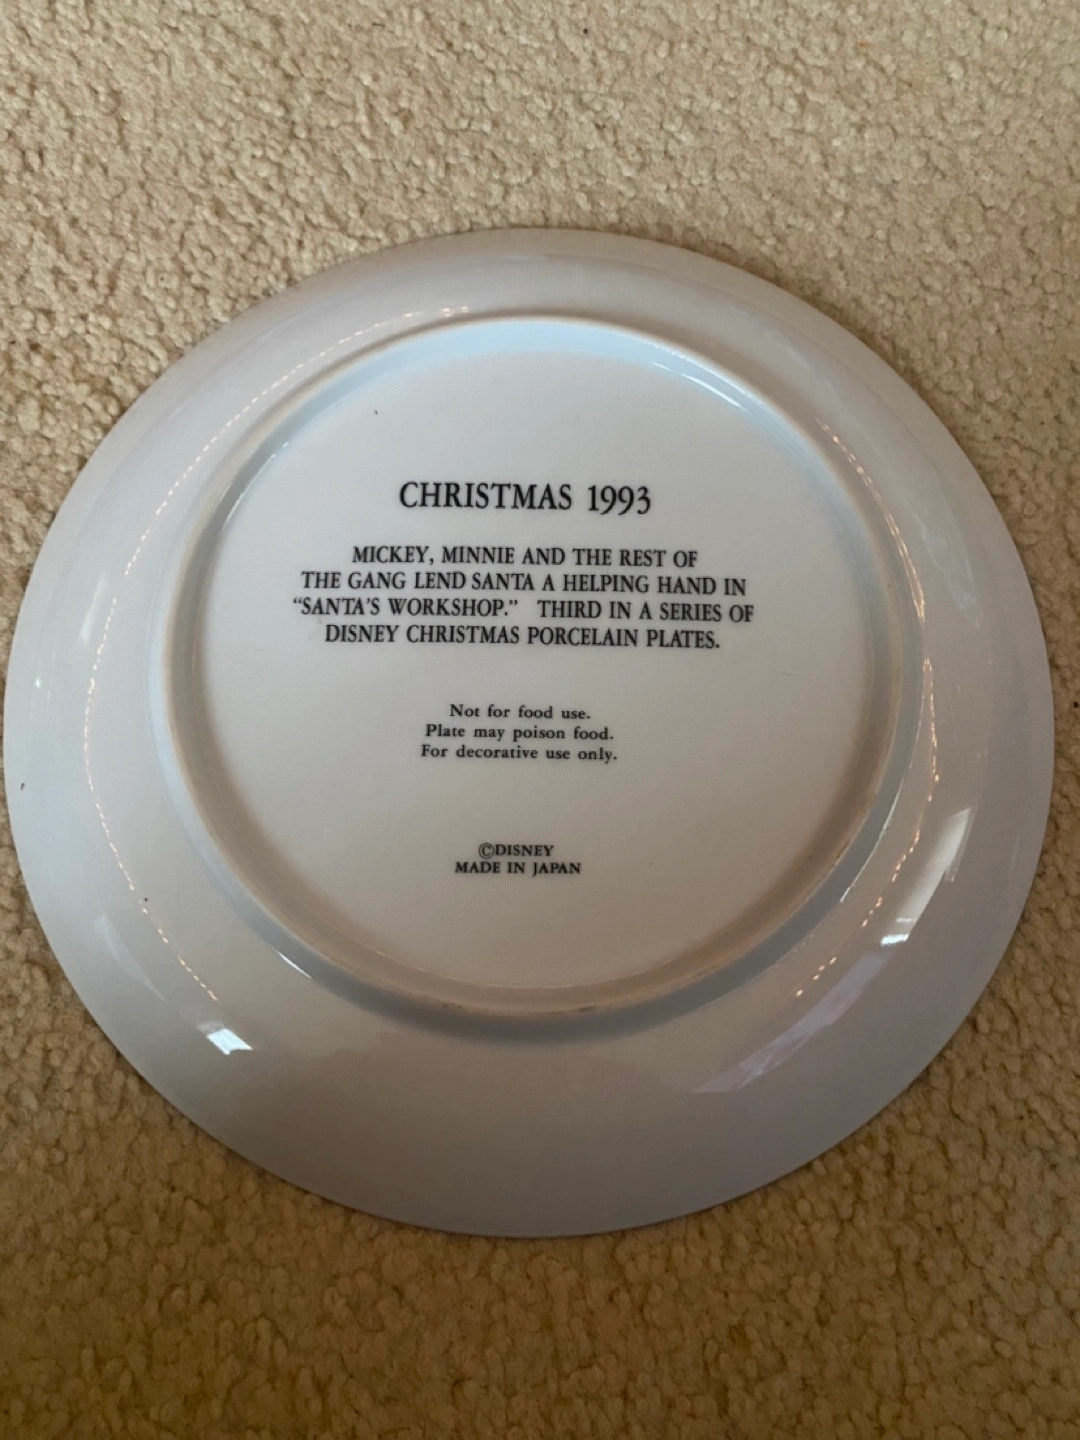 CHRISTMAS 1993
MICKEY, MINNIE AND THE REST OF
THE GANG LEND SANTA A HELPING HAND IN
“SANTA’S WORKSHOP.” THIRD IN A SERIES OF
DISNEY CHRISTMAS PORCELAIN PLATES.
Not for food use.
Plate may poison food.
For decorative use only.
©DISNEY
MADE IN JAPAN